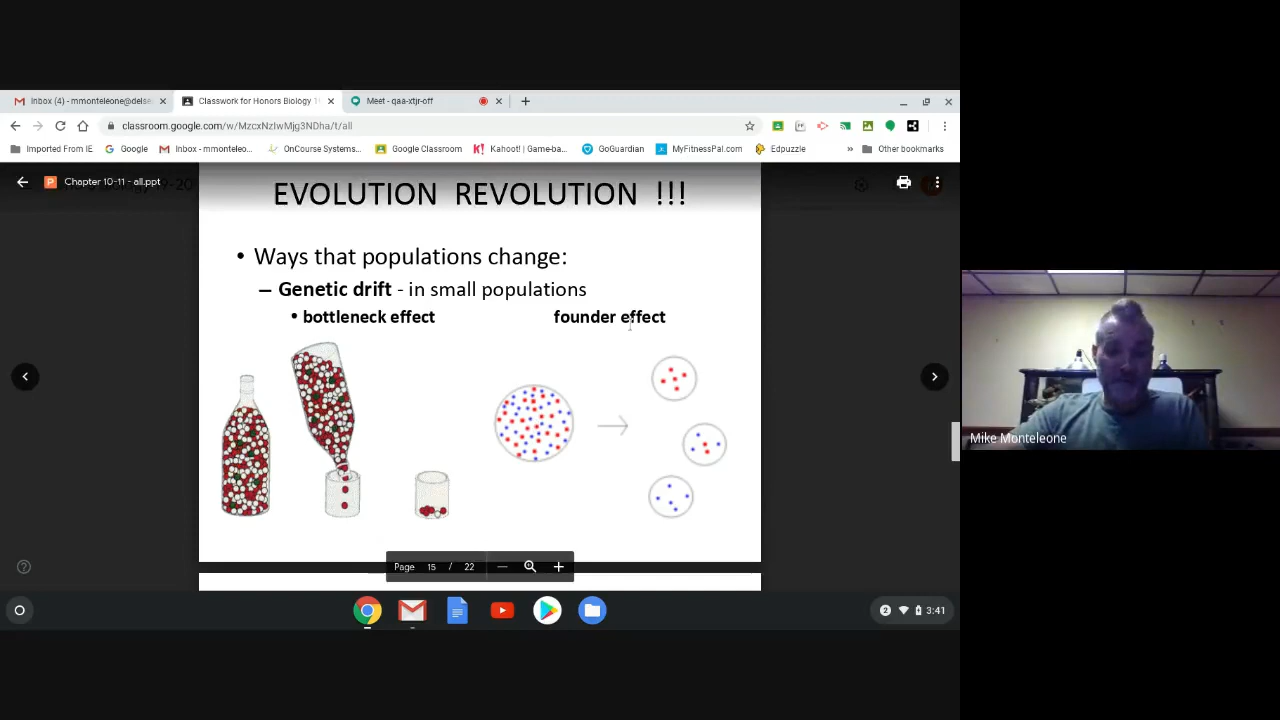 Inbox (4) - mmonteleone@delse
Classwork for Honors Biology 1
Meet - qaa-xtjr-off
classroom.google.com/w/MzcxNzIwMjg3NDha/t/all
Imported From IE
Google
Inbox - mmonteleo...
OnCourse Systems...
Google Classroom
Kahoot! | Game-ba...
GoGuardian
MyFitnessPal.com
Edpuzzle
»
Other bookmarks
Chapter 10-11 - all.ppt
EVOLUTION REVOLUTION !!!
• Ways that populations change:
– Genetic drift - in small populations
• bottleneck effect founder effect
Mike Monteleone
Page 15 / 22
2 3:41